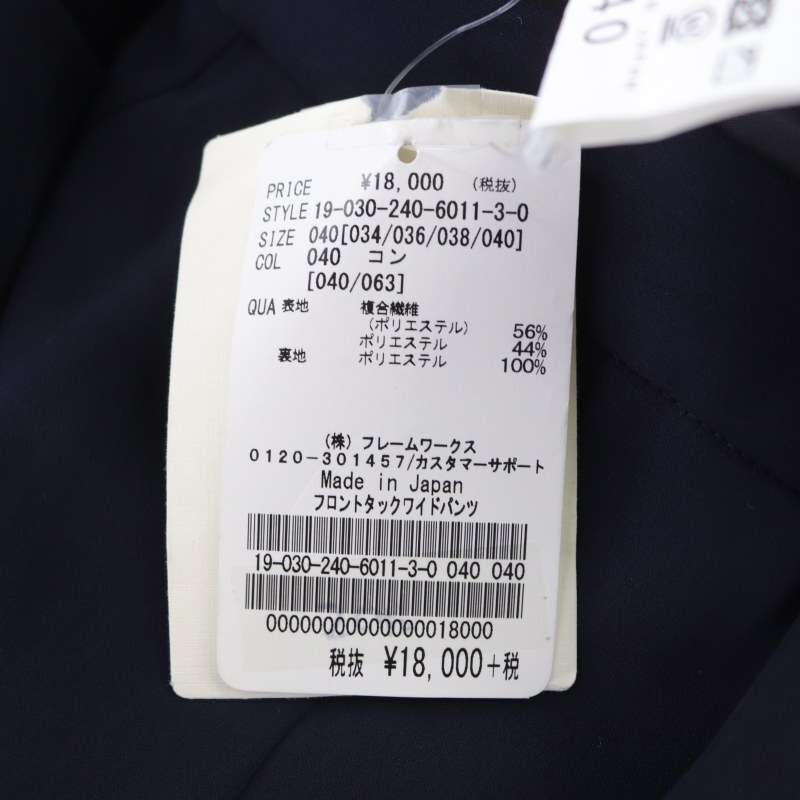 40
PRICE ¥18,000 (税抜)
STYLE 19-030-240-6011-3-0
SIZE 040[034/036/038/040]
COL 040 コン
[040/063]
QUA 表地 複合繊維
(ポリエステル) 56%
ポリエステル 44%
裏地 ポリエステル 100%
(株) フレームワークス
0120-301457/カスタマーサポート
Made in Japan
フロントタックワイドパンツ
19-030-240-6011-3-0 040 040
00000000000000018000
税抜 ¥18,000+税